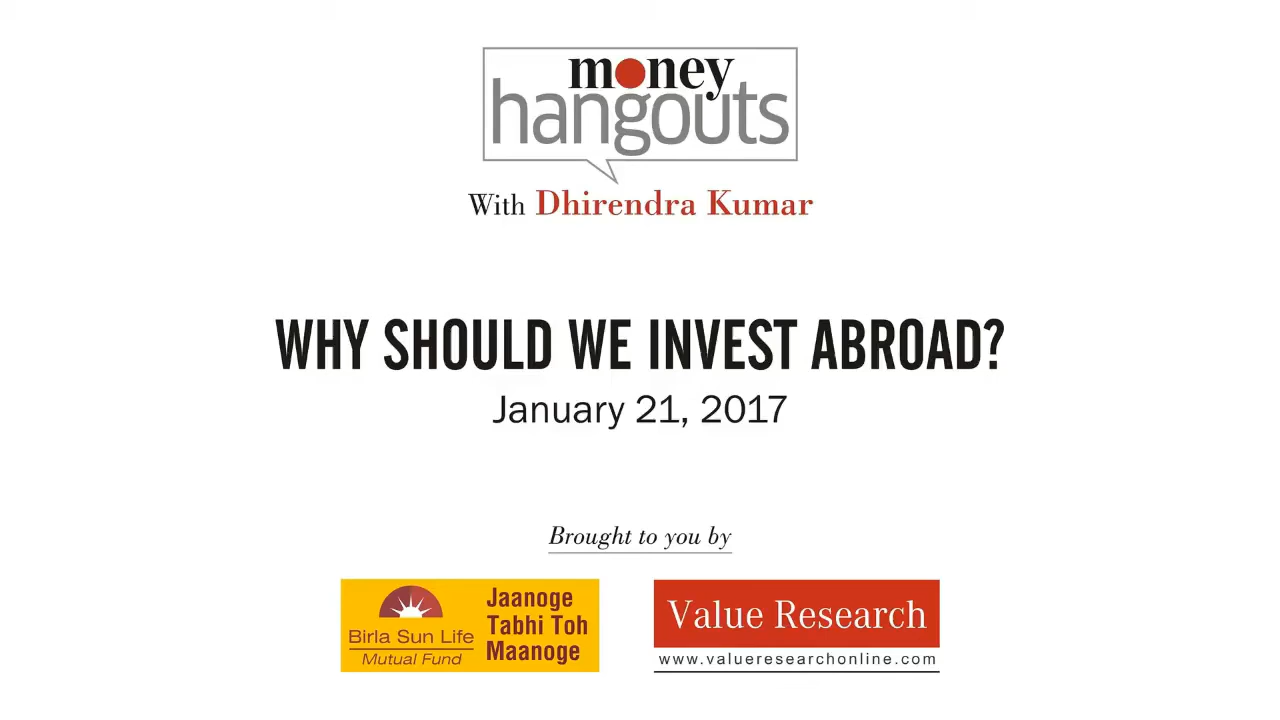 money
hangouts
With Dhirendra Kumar
WHY SHOULD WE INVEST ABROAD?
January 21, 2017
Brought to you by
Jaanoge
Tabhi Toh
Maanoge
Birla Sun Life
Mutual Fund
Value Research
www.valueresearchonline.com